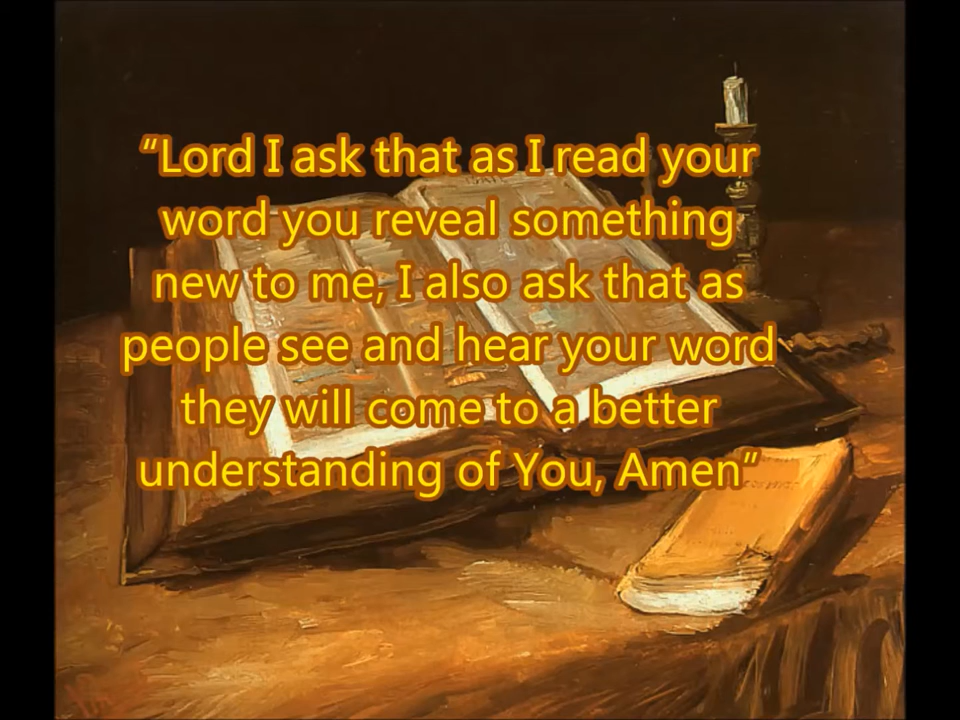 “Lord I ask that as I read your
word you reveal something
new to me, I also ask that as
people see and hear your word
they will come to a better
understanding of You, Amen”